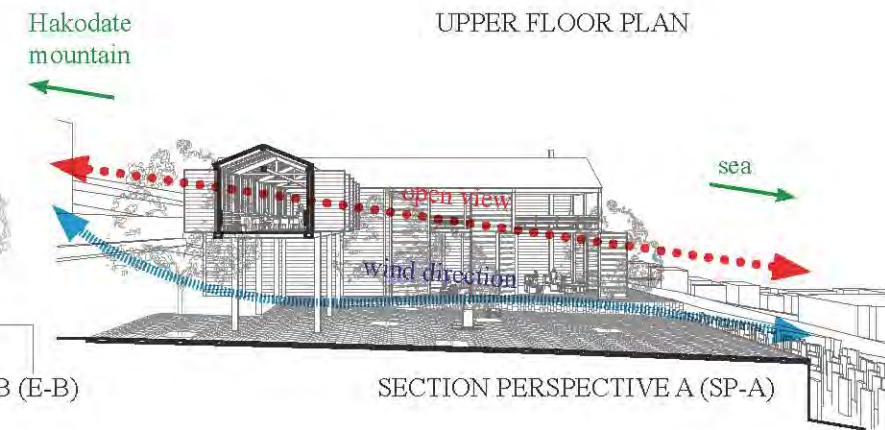 Hakodate
mountain
UPPER FLOOR PLAN
sea
open view
wind direction
B (E-B)
SECTION PERSPECTIVE A (SP-A)